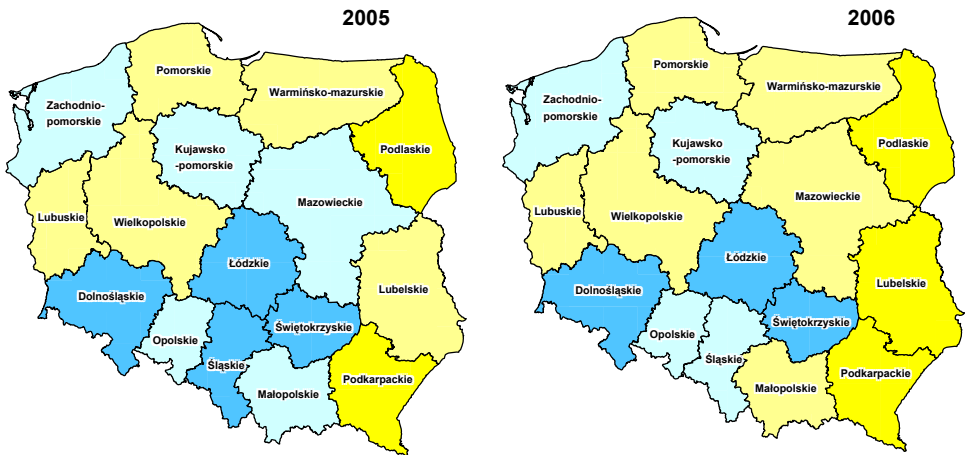 2005
Pomorskie
Warmińsko-mazurskie
Zachodnio-
pomorskie
Kujawsko
-pomorskie
Podlaskie
Mazowieckie
Lubuskie
Wielkopolskie
Łódzkie
Lubelskie
Dolnośląskie
Świętokrzyskie
Opolskie
Śląskie
Podkarpackie
Małopolskie
2006
Pomorskie
Warmińsko-mazurskie
Zachodnio-
pomorskie
Kujawsko
-pomorskie
Podlaskie
Mazowieckie
Lubuskie
Wielkopolskie
Łódzkie
Dolnośląskie
Lubelskie
Świętokrzyskie
Opolskie
Śląskie
Podkarpackie
Małopolskie